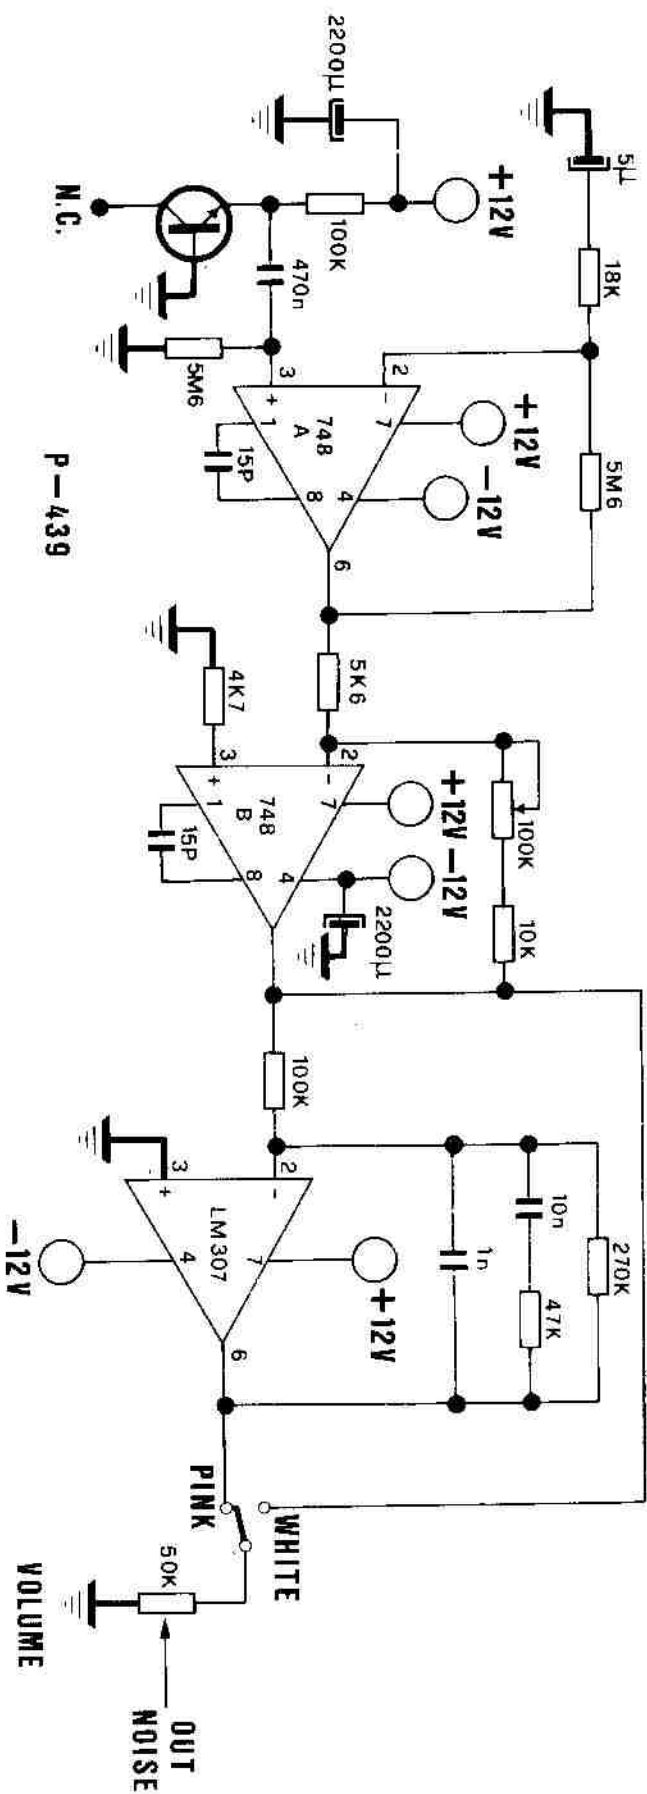 5µ
18K
5M6
2200µ
+12V
100K
N.C.
470n
5M6
2
3
-
+
748
A
7
4
1
8
15P
6
+12V
-12V
P-439
5K6
4K7
2
3
-
+
748
B
7
4
1
8
15P
+12V
-12V
2200µ
100K
10K
100K
2
3
-
+
LM307
7
4
6
+12V
-12V
1n
10n
47K
270K
PINK
WHITE
50K
VOLUME
OUT
NOISE